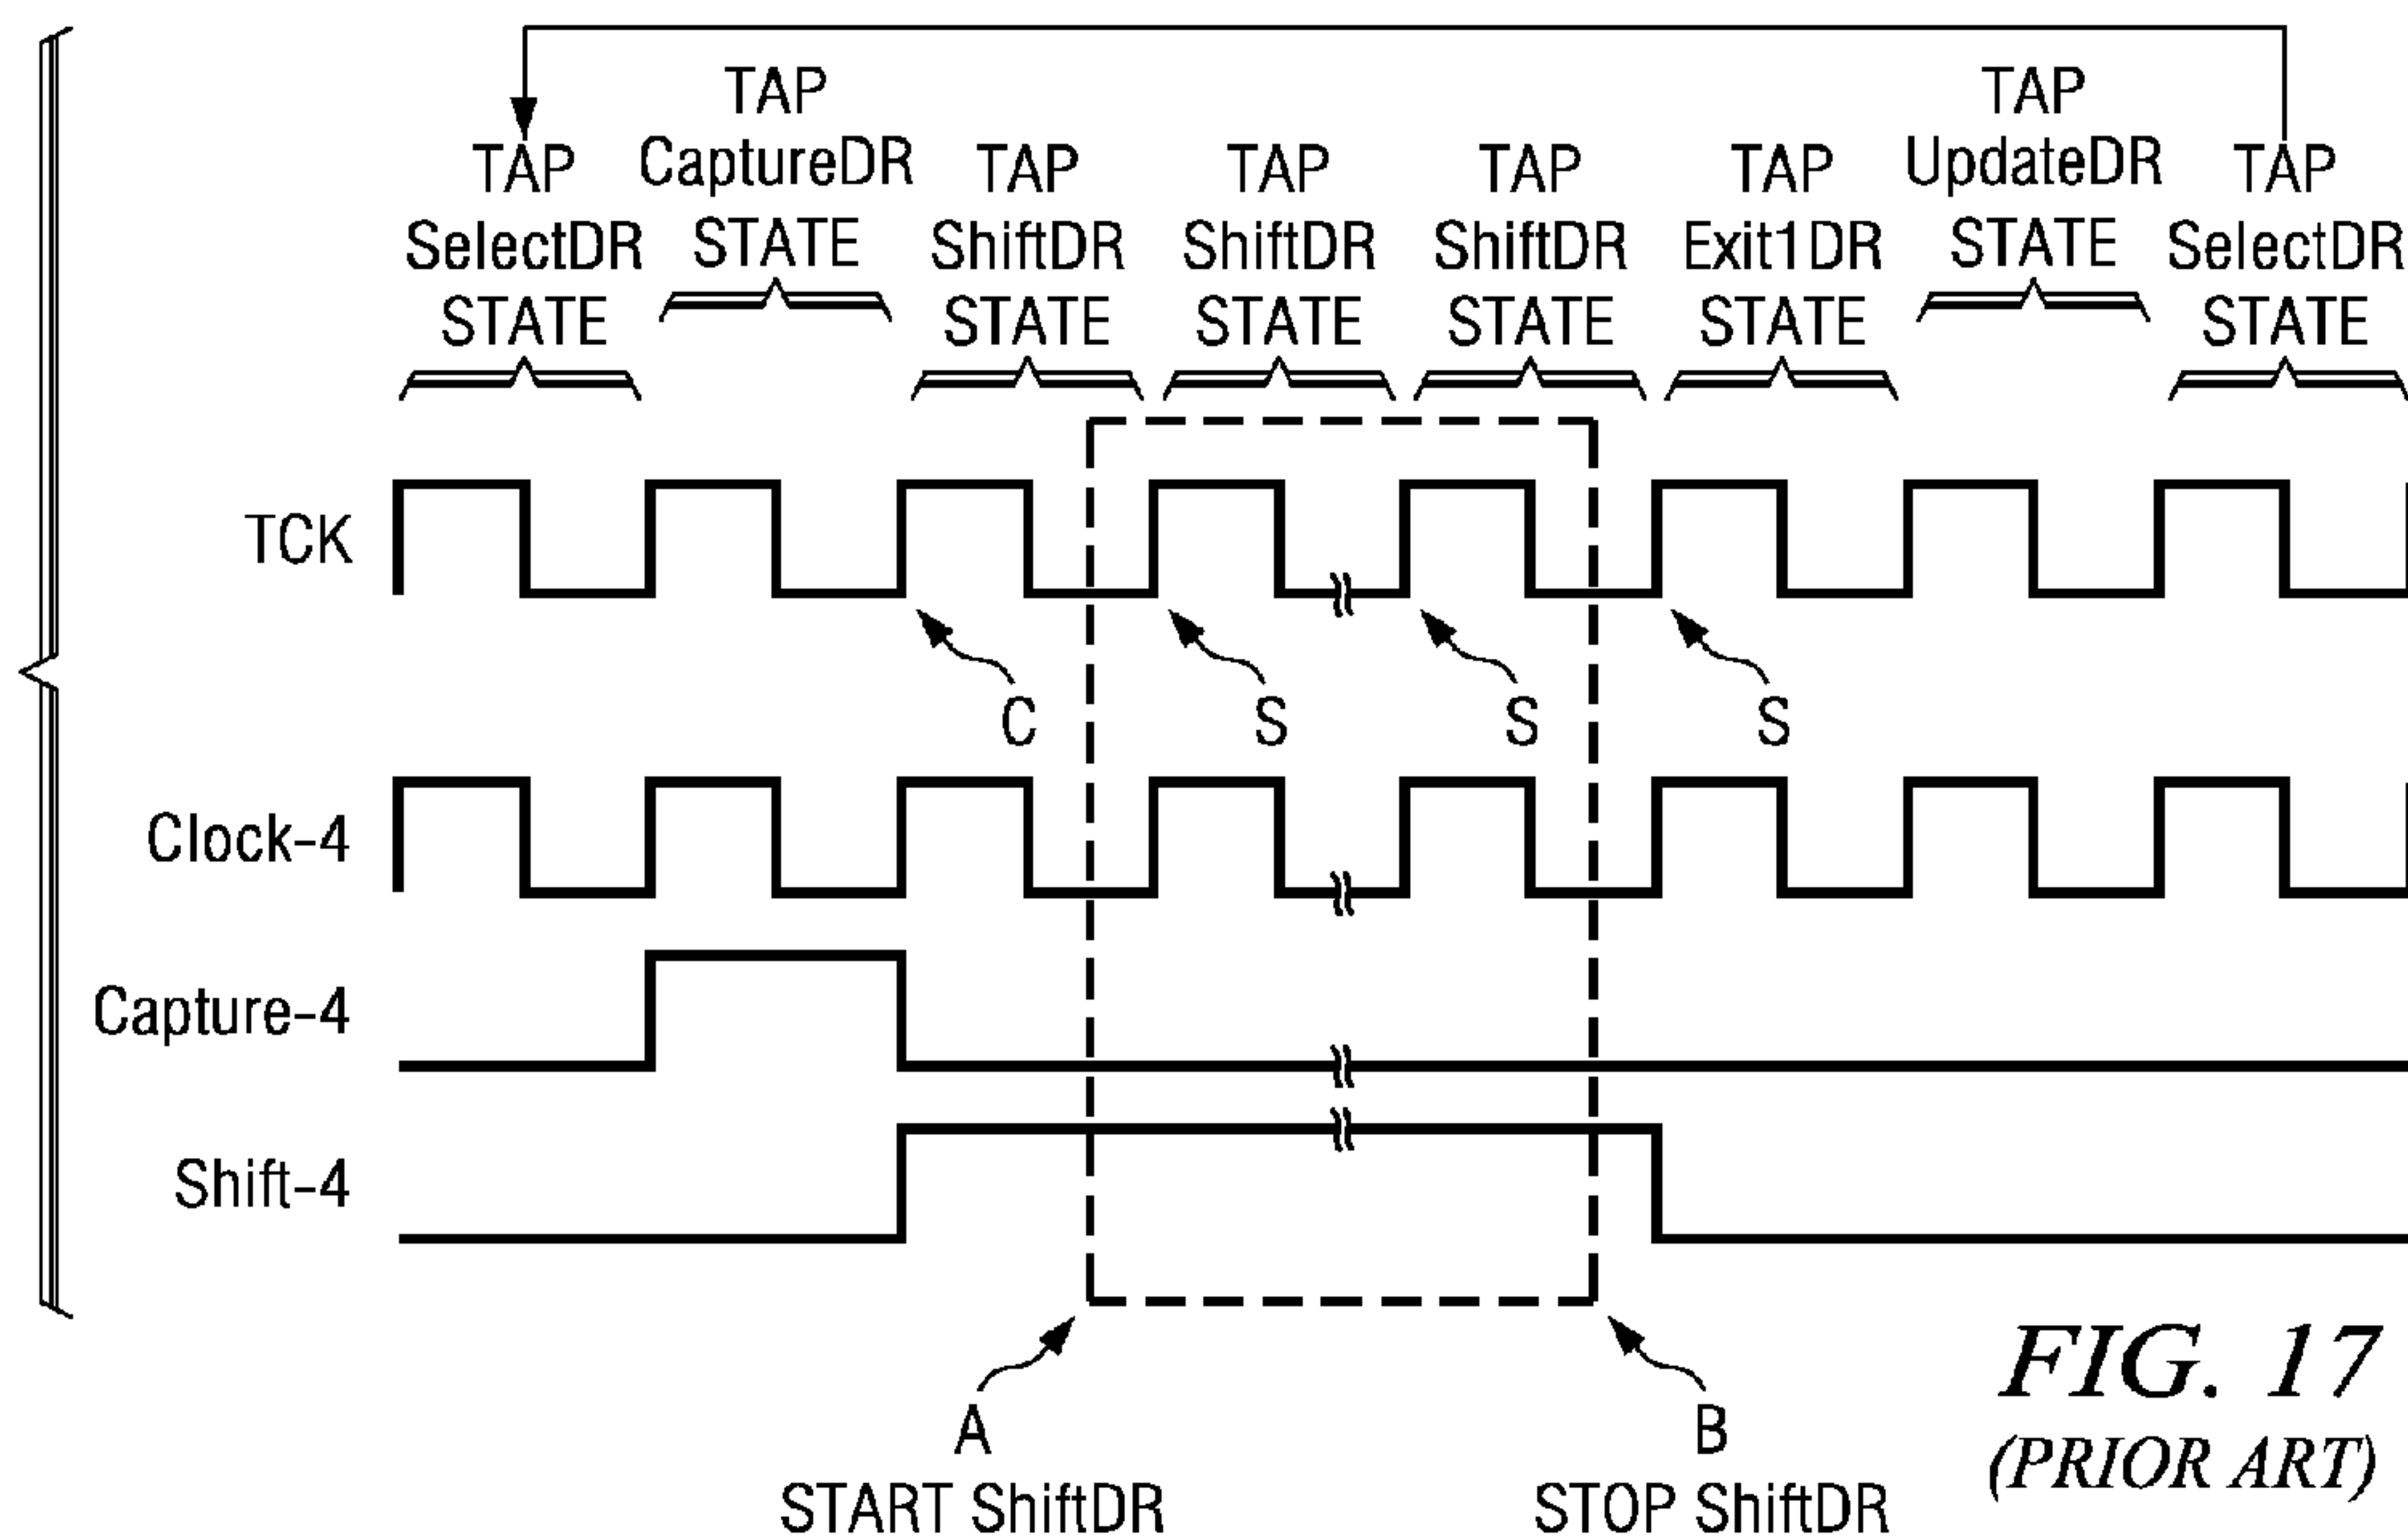 TAP
SelectDR
STATE
TAP
CaptureDR
STATE
TAP
ShiftDR
STATE
TAP
ShiftDR
STATE
TAP
ShiftDR
STATE
TAP
Exit1DR
STATE
TAP
UpdateDR
STATE
TAP
SelectDR
STATE
TCK
C
S
S
S
Clock-4
Capture-4
Shift-4
A
START ShiftDR
B
STOP ShiftDR
FIG. 17
(PRIOR ART)